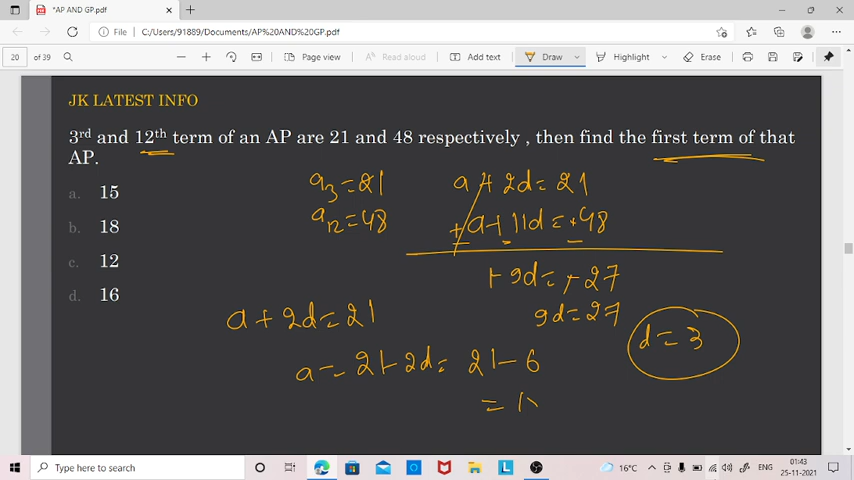 *AP AND GP.pdf
File C:/Users/91889/Documents/AP%20AND%20GP.pdf
20 of 39 Page view Read aloud Add text Draw Highlight Erase
JK LATEST INFO
3rd and 12th term of an AP are 21 and 48 respectively , then find the first term of that
AP.
a. 15
b. 18
c. 12
d. 16
a3 = 21 a + 2d = 21
a12 = 48 a + 11d = 48
9d = 27
a + 2d = 21 9d = 27
d = 3
a = 21 - 2d = 21 - 6
= 1
Type here to search
16°C ENG 01:43
25-11-2021